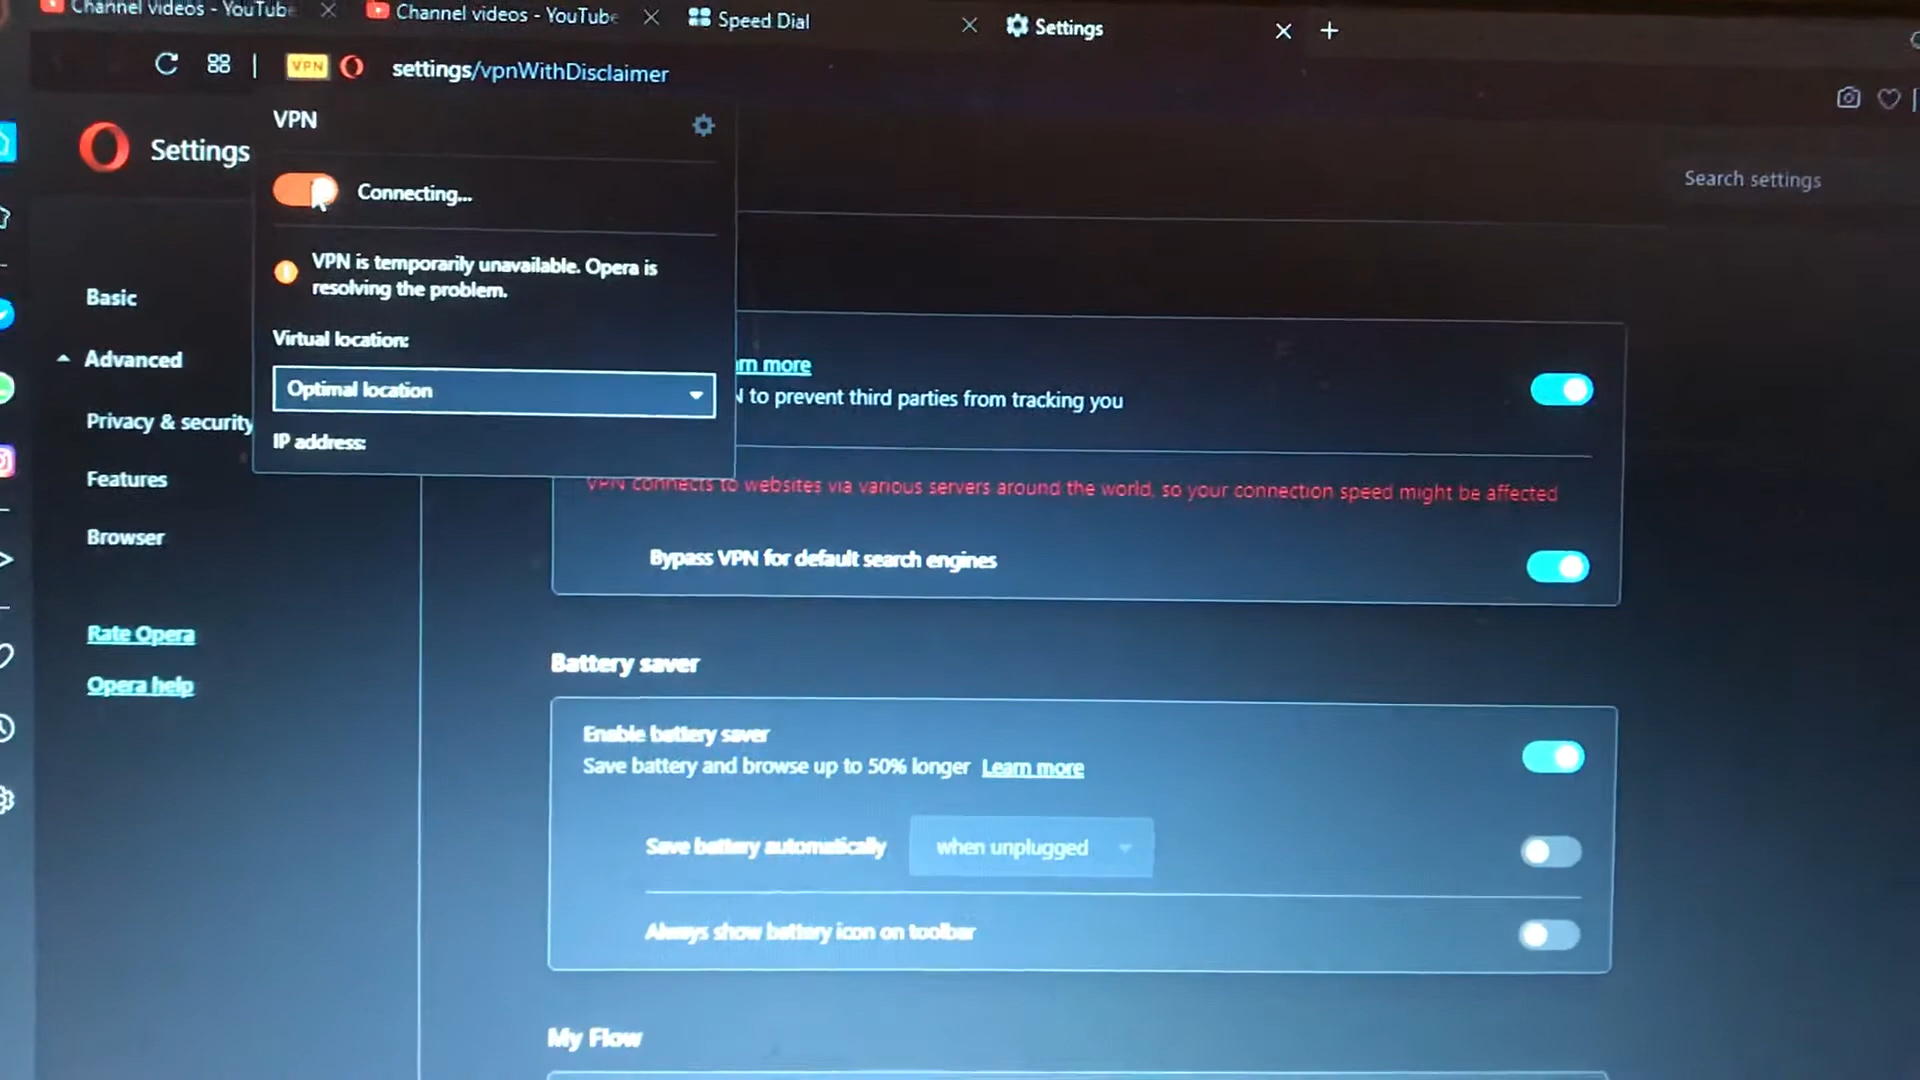 Channel videos - YouTube
Channel videos - YouTube
Speed Dial
Settings
VPN
settings/vpnWithDisclaimer
VPN
Settings
Search settings
Connecting...
VPN is temporarily unavailable. Opera is
resolving the problem.
Virtual location:
Optimal location
IP address:
Basic
Advanced
Privacy & security
Features
Browser
Rate Opera
Opera help
more
to prevent third parties from tracking you
VPN connects to websites via various servers around the world, so your connection speed might be affected
Bypass VPN for default search engines
Battery saver
Enable battery saver
Save battery and browse up to 50% longer Learn more
Save battery automatically when unplugged
Always show battery icon on toolbar
My Flow